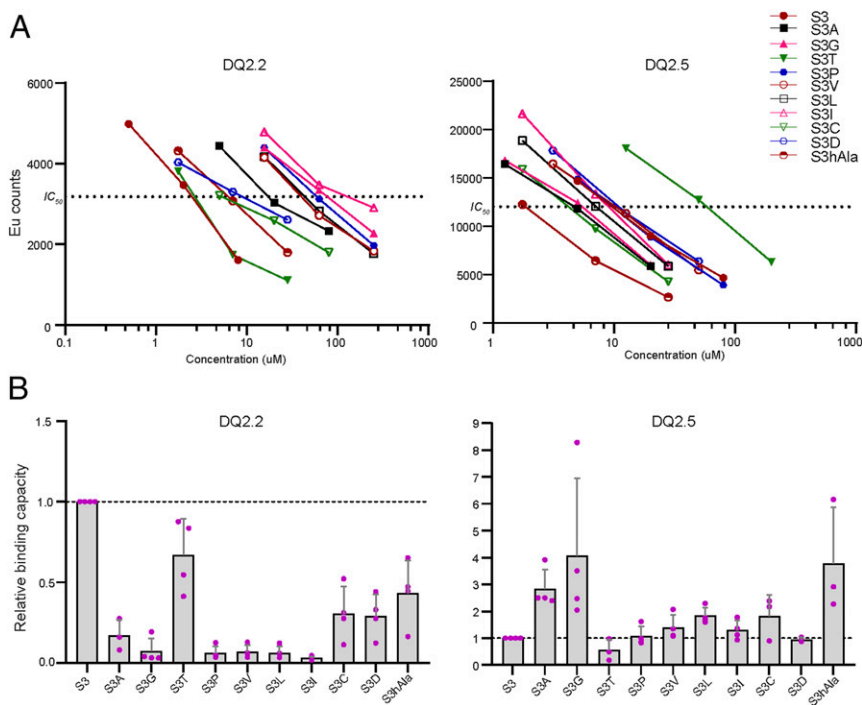 A
DQ2.2
DQ2.5
S3
S3A
S3G
S3T
S3P
S3V
S3L
S3I
S3C
S3D
S3hAla
Eu counts
6000
4000
IC50
2000
0
0.1
1
10
100
1000
Concentration (uM)
25000
20000
15000
IC50
10000
5000
0
1
10
100
1000
Concentration (uM)
B
DQ2.2
DQ2.5
Relative binding capacity
1.5
1.0
0.5
0.0
S3
S3A
S3G
S3T
S3P
S3V
S3L
S3I
S3C
S3D
S3hAla
9
8
7
6
5
4
3
2
1
0
S3
S3A
S3G
S3T
S3P
S3V
S3L
S3I
S3C
S3D
S3hAla